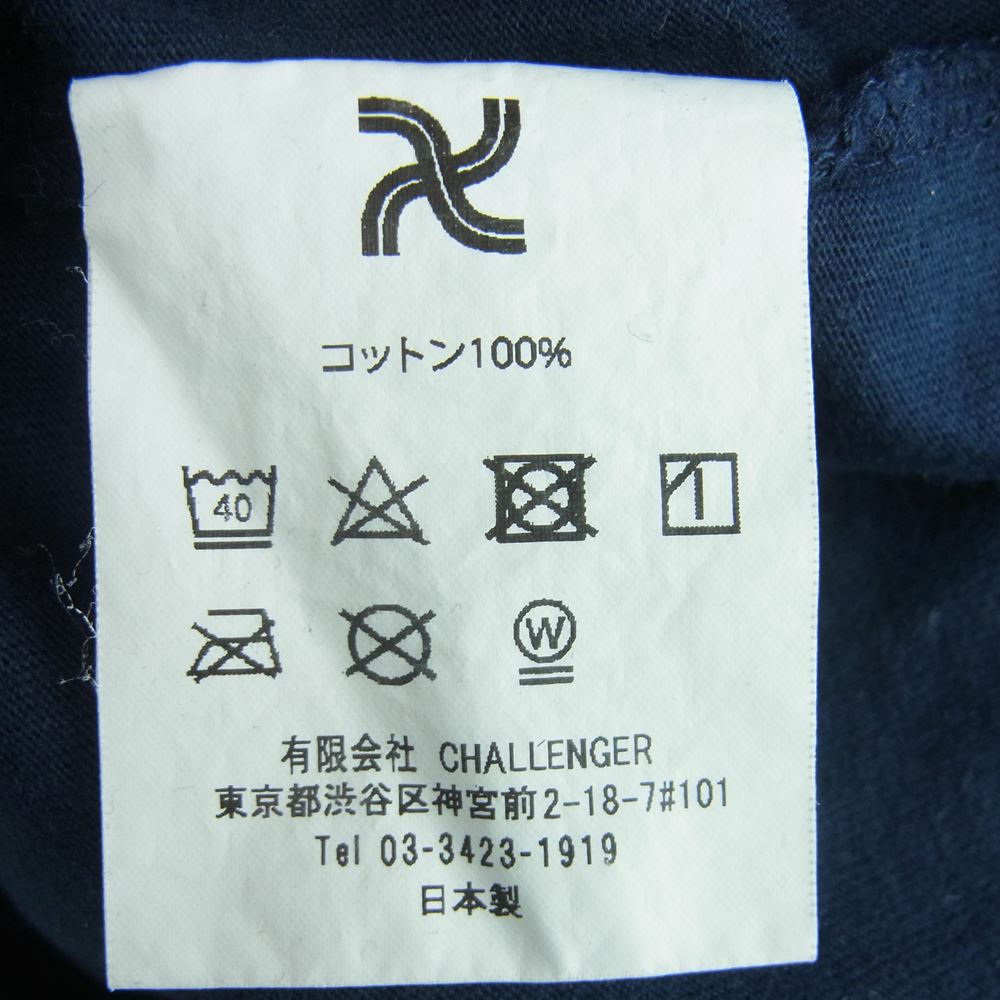 コットン100%
40
W
有限会社 CHALLENGER
東京都渋谷区神宮前2-18-7#101
Tel 03-3423-1919
日本製